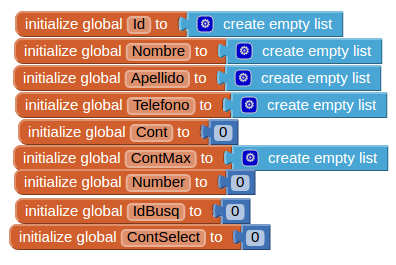 initialize global Id to create empty list
initialize global Nombre to create empty list
initialize global Apellido to create empty list
initialize global Telefono to create empty list
initialize global Cont to 0
initialize global ContMax to create empty list
initialize global Number to 0
initialize global IdBusq to 0
initialize global ContSelect to 0